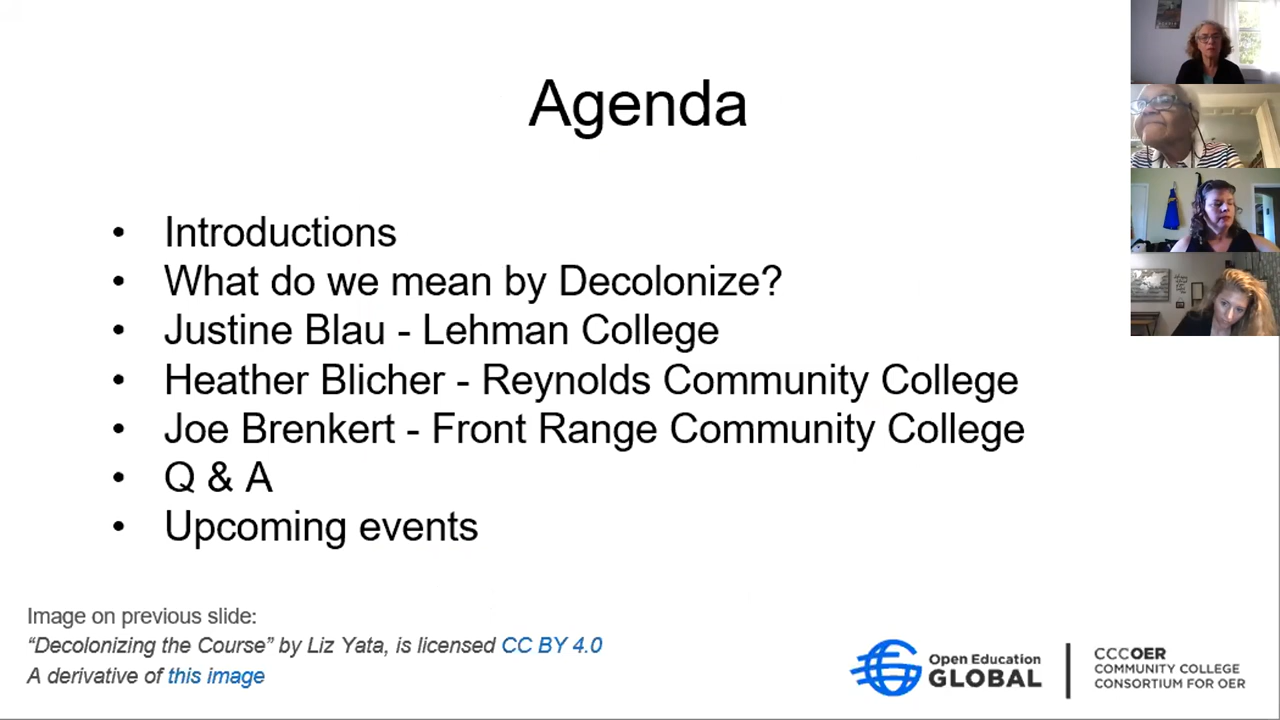 Agenda
• Introductions
• What do we mean by Decolonize?
• Justine Blau - Lehman College
• Heather Blicher - Reynolds Community College
• Joe Brenkert - Front Range Community College
• Q & A
• Upcoming events
Image on previous slide:
“Decolonizing the Course” by Liz Yata, is licensed CC BY 4.0
A derivative of this image
Open Education
GLOBAL
CCCOER
COMMUNITY COLLEGE
CONSORTIUM FOR OER